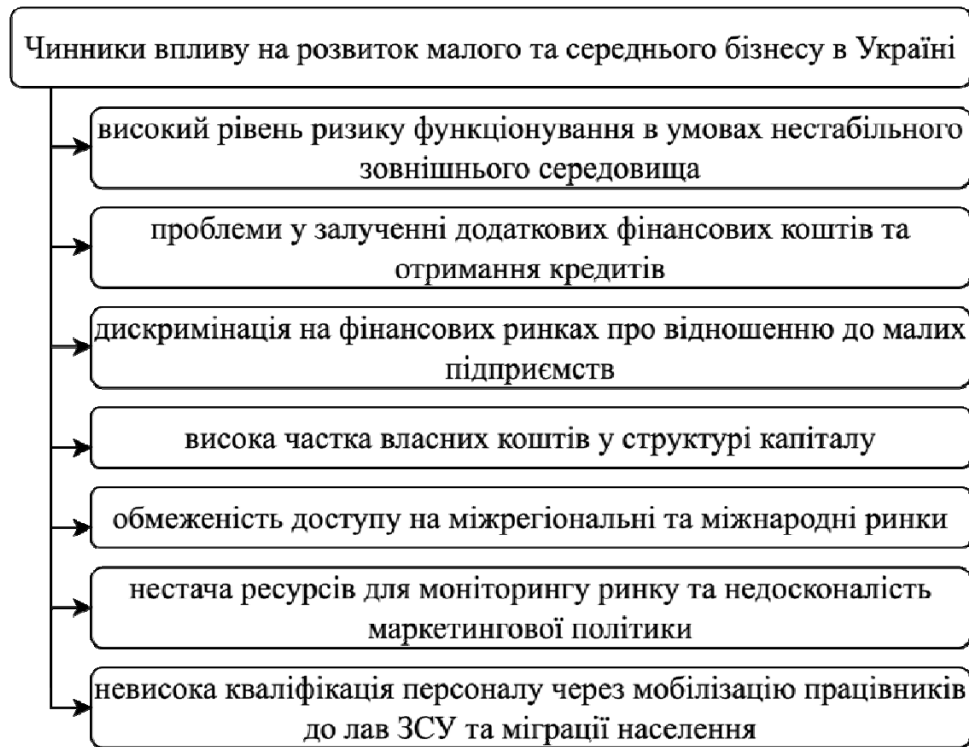 Чинники впливу на розвиток малого та середнього бізнесу в Україні
високий рівень ризику функціонування в умовах нестабільного
зовнішнього середовища
проблеми у залученні додаткових фінансових коштів та
отримання кредитів
дискримінація на фінансових ринках про відношенню до малих
підприємств
висока частка власних коштів у структурі капіталу
обмеженість доступу на міжрегіональні та міжнародні ринки
нестача ресурсів для моніторингу ринку та недосконалість
маркетингової політики
невисока кваліфікація персоналу через мобілізацію працівників
до лав ЗСУ та міграції населення